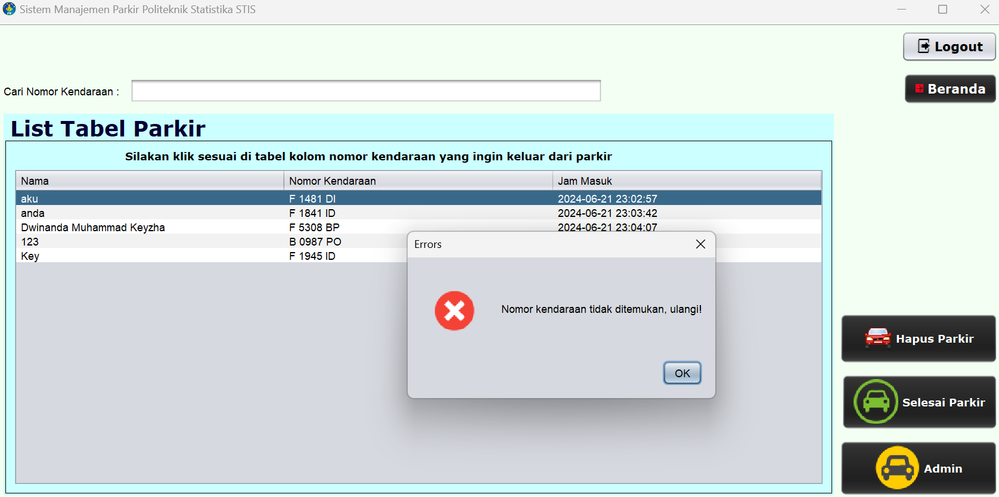 Sistem Manajemen Parkir Politeknik Statistika STIS
Logout
Cari Nomor Kendaraan :
Beranda
List Tabel Parkir
Silakan klik sesuai di tabel kolom nomor kendaraan yang ingin keluar dari parkir
Nama Nomor Kendaraan Jam Masuk
aku F 1481 DI 2024-06-21 23:02:57
anda F 1841 ID 2024-06-21 23:03:42
Dwinanda Muhammad Keyzha F 5308 BP 2024-06-21 23:04:07
123 B 0987 PO
Key F 1945 ID
Errors
Nomor kendaraan tidak ditemukan, ulangi!
OK
Hapus Parkir
Selesai Parkir
Admin